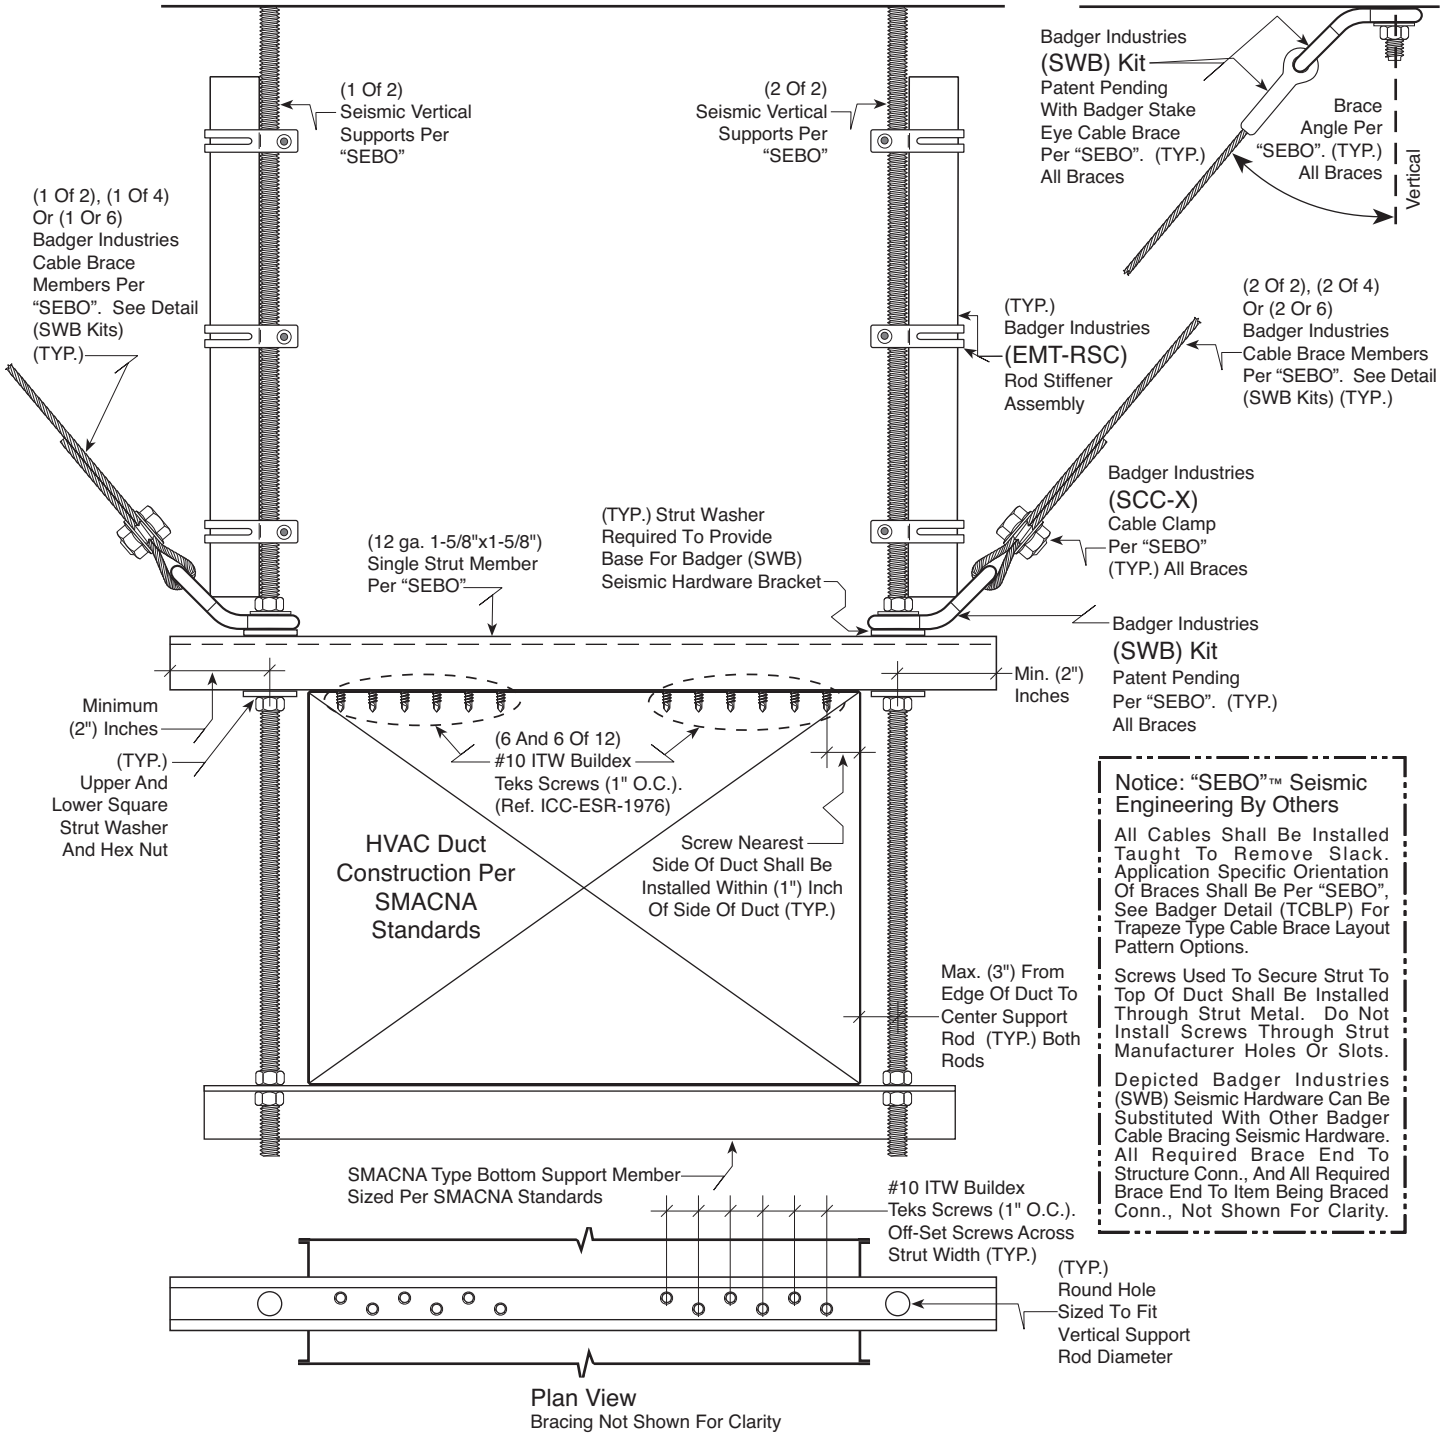 (1 Of 2)
Seismic Vertical
Supports Per
“SEBO”
(2 Of 2)
Seismic Vertical
Supports Per
“SEBO”
Badger Industries
(SWB) Kit
Patent Pending
With Badger Stake
Eye Cable Brace
Per “SEBO”. (TYP.)
All Braces
Brace
Angle Per
“SEBO”. (TYP.)
All Braces
Vertical
(1 Of 2), (1 Of 4)
Or (1 Or 6)
Badger Industries
Cable Brace
Members Per
“SEBO”. See Detail
(SWB Kits)
(TYP.)
(TYP.)
Badger Industries
(EMT-RSC)
Rod Stiffener
Assembly
(2 Of 2), (2 Of 4)
Or (2 Or 6)
Badger Industries
Cable Brace Members
Per “SEBO”. See Detail
(SWB Kits) (TYP.)
(12 ga. 1-5/8"x1-5/8")
Single Strut Member
Per “SEBO”
(TYP.) Strut Washer
Required To Provide
Base For Badger (SWB)
Seismic Hardware Bracket
Badger Industries
(SCC-X)
Cable Clamp
Per “SEBO”
(TYP.) All Braces
Badger Industries
(SWB) Kit
Patent Pending
Per “SEBO”. (TYP.)
All Braces
Minimum
(2") Inches
Min. (2")
Inches
(TYP.)
Upper And
Lower Square
Strut Washer
And Hex Nut
(6 And 6 Of 12)
#10 ITW Buildex
Teks Screws (1" O.C.).
(Ref. ICC-ESR-1976)
HVAC Duct
Construction Per
SMACNA
Standards
Screw Nearest
Side Of Duct Shall Be
Installed Within (1") Inch
Of Side Of Duct (TYP.)
Max. (3") From
Edge Of Duct To
Center Support
Rod (TYP.) Both
Rods
Notice: “SEBO”™ Seismic
Engineering By Others
All Cables Shall Be Installed
Taught To Remove Slack.
Application Specific Orientation
Of Braces Shall Be Per “SEBO”,
See Badger Detail (TCBLP) For
Trapeze Type Cable Brace Layout
Pattern Options.
Screws Used To Secure Strut To
Top Of Duct Shall Be Installed
Through Strut Metal. Do Not
Install Screws Through Strut
Manufacturer Holes Or Slots.
Depicted Badger Industries
(SWB) Seismic Hardware Can Be
Substituted With Other Badger
Cable Bracing Seismic Hardware.
All Required Brace End To
Structure Conn., And All Required
Brace End To Item Being Braced
Conn., Not Shown For Clarity.
SMACNA Type Bottom Support Member
Sized Per SMACNA Standards
#10 ITW Buildex
Teks Screws (1" O.C.).
Off-Set Screws Across
Strut Width (TYP.)
(TYP.)
Round Hole
Sized To Fit
Vertical Support
Rod Diameter
Plan View
Bracing Not Shown For Clarity